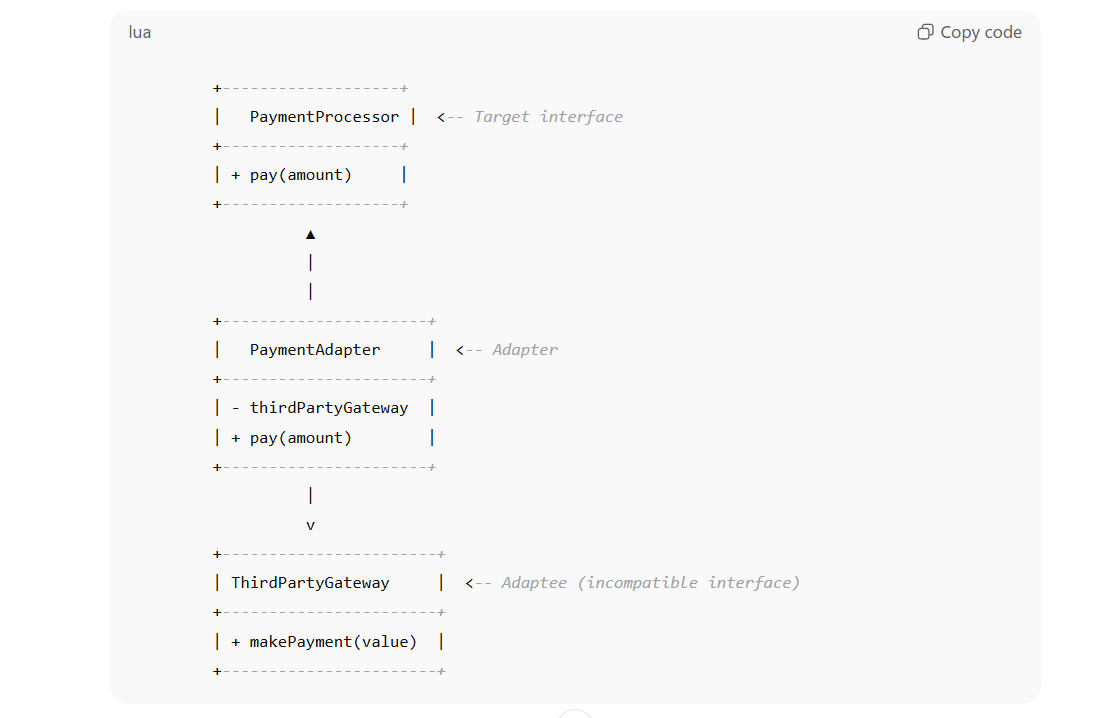 lua Copy code
+-------------------+
|   PaymentProcessor |  <-- Target interface
+-------------------+
| + pay(amount)     |
+-------------------+
          ▲
          |
          |
+----------------------+
|   PaymentAdapter     |  <-- Adapter
+----------------------+
| - thirdPartyGateway  |
| + pay(amount)        |
+----------------------+
          |
          v
+-----------------------+
| ThirdPartyGateway     |  <-- Adaptee (incompatible interface)
+-----------------------+
| + makePayment(value)  |
+-----------------------+